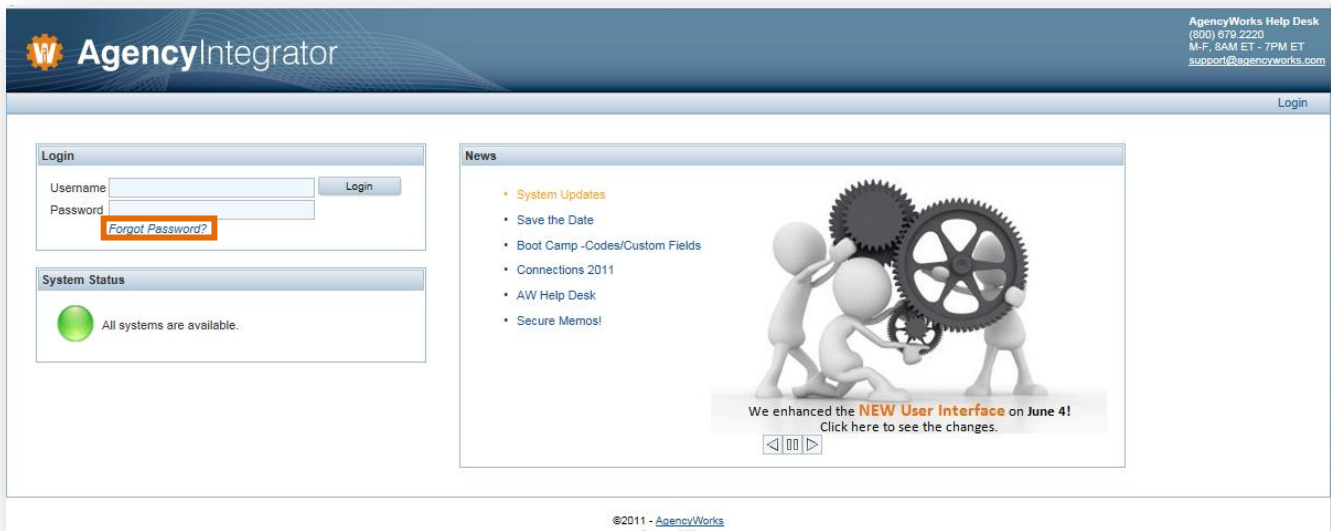 AgencyIntegrator
AgencyWorks Help Desk
(800) 679.2220
M-F, 8AM ET - 7PM ET
support@agencyworks.com
Login
Login
Username
Login
Password
Forgot Password?
System Status
All systems are available.
News
• System Updates
• Save the Date
• Boot Camp -Codes/Custom Fields
• Connections 2011
• AW Help Desk
• Secure Memos!
We enhanced the NEW User Interface on June 4!
Click here to see the changes.
©2011 - AgencyWorks